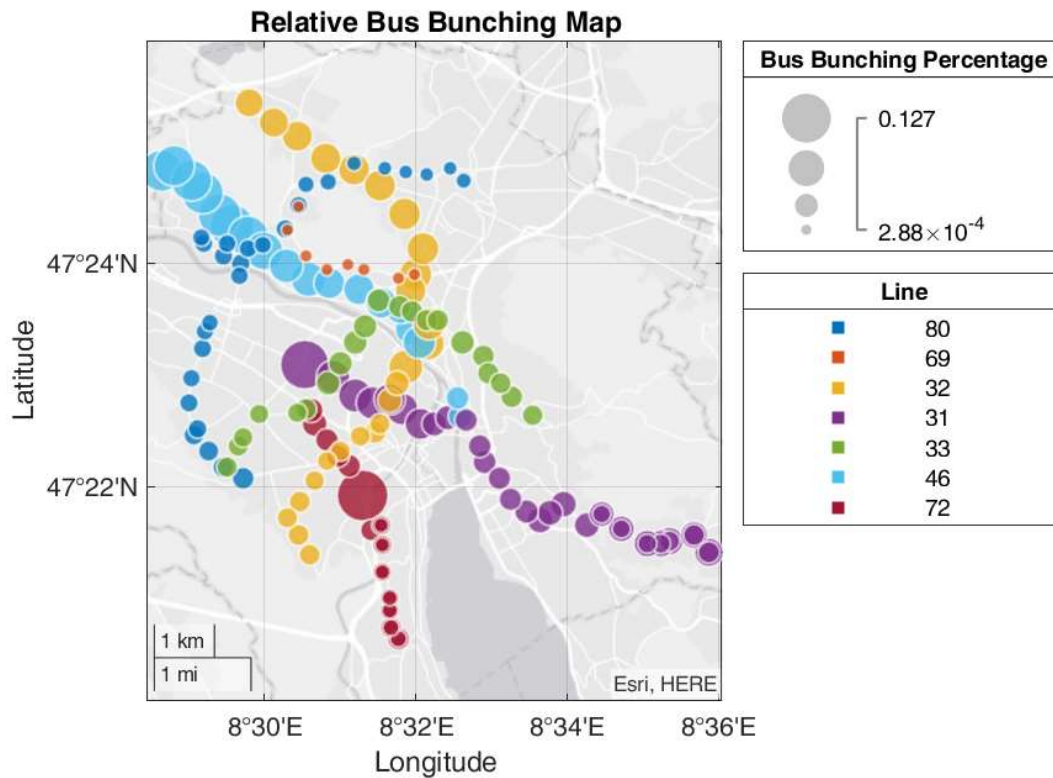 Relative Bus Bunching Map
47°24'N
47°22'N
Latitude
1 km
1 mi
Esri, HERE
8°30'E
8°32'E
8°34'E
8°36'E
Longitude
Bus Bunching Percentage
0.127
2.88×10⁻⁴
Line
80
69
32
31
33
46
72